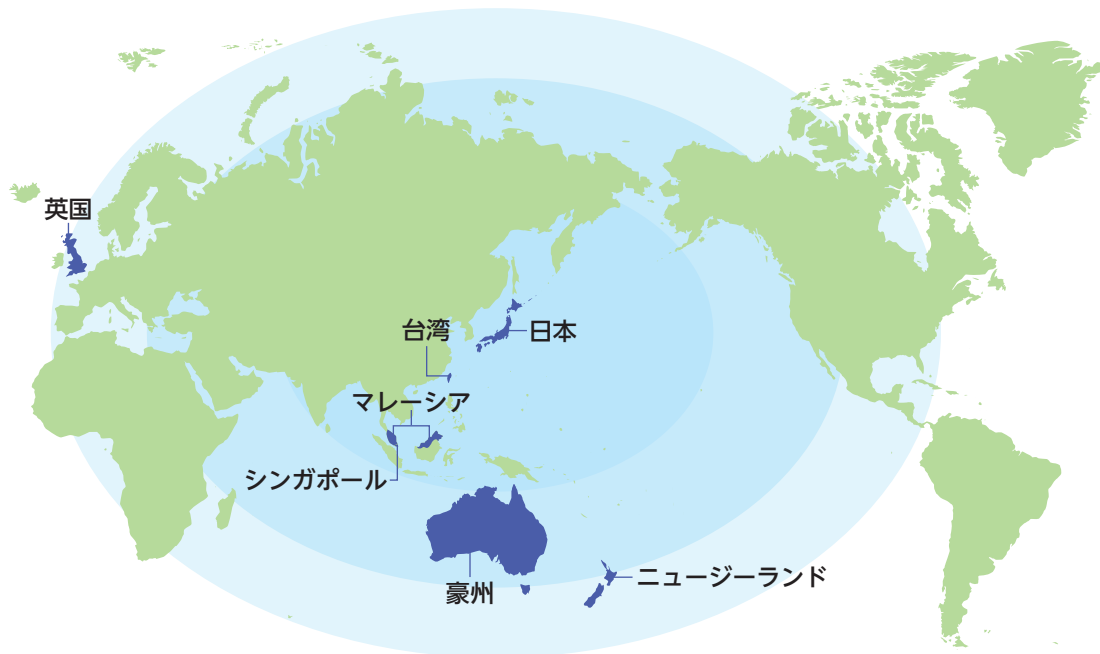 英国
台湾
日本
マレーシア
シンガポール
豪州
ニュージーランド